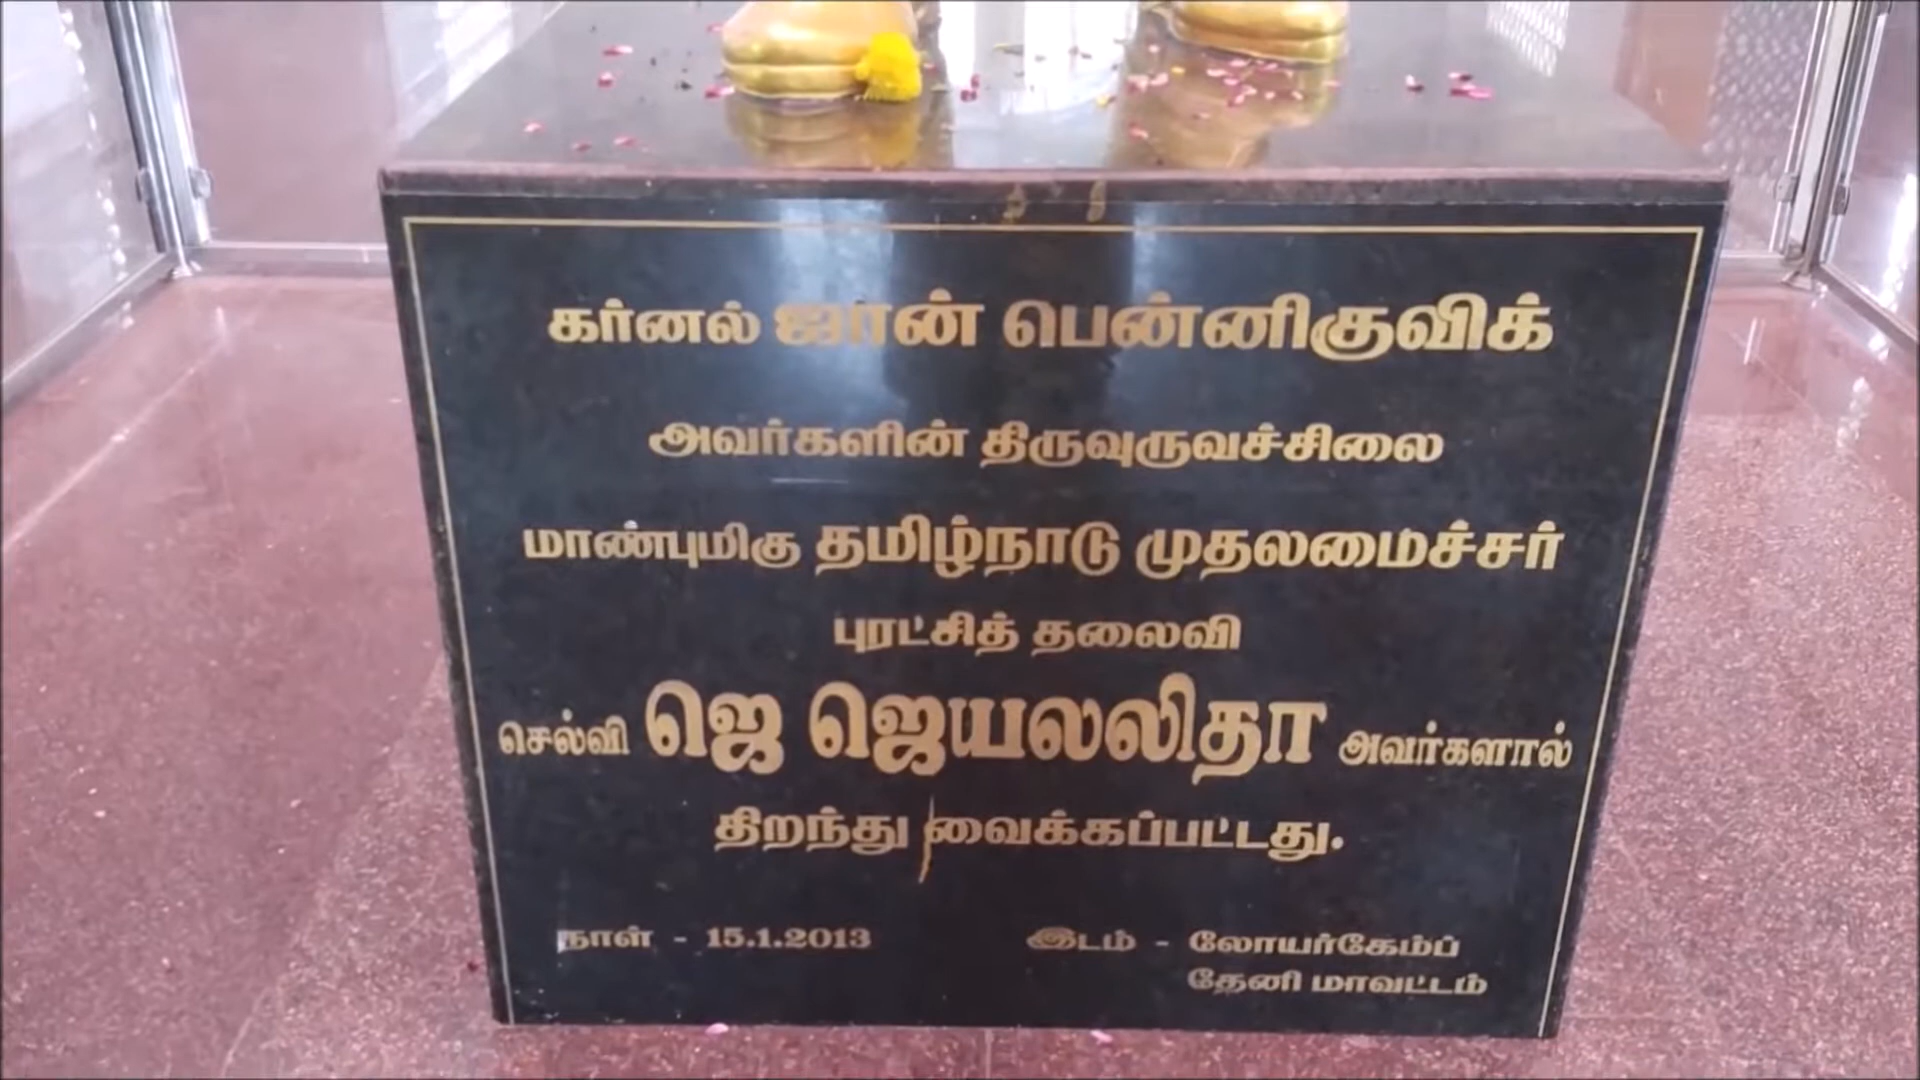 கர்னல் ஜான் பென்னிகுவிக்
அவர்களின் திருவுருவச்சிலை
மாண்புமிகு தமிழ்நாடு முதலமைச்சர்
புரட்சித் தலைவி
செல்வி ஜெ ஜெயலலிதா அவர்களால்
திறந்து வைக்கப்பட்டது.
நாள் - 15.1.2013 இடம் - லோயர்கேம்ப்
தேனி மாவட்டம்